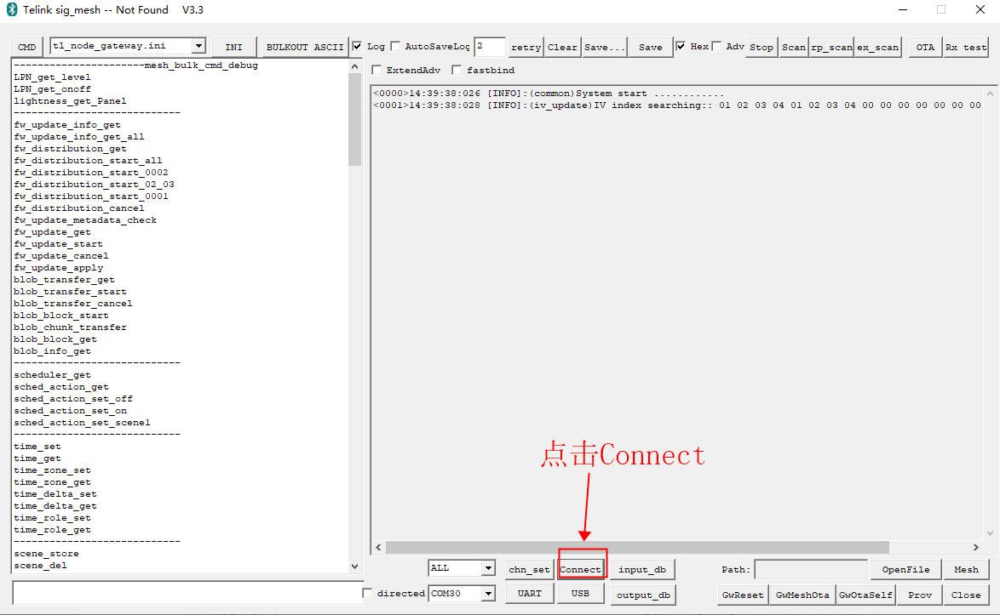 Telink sig_mesh -- Not Found V3.3
CMD tl_node_gateway.ini INI BULKOUT ASCII Log AutoSaveLog 2 retry Clear Save... Save Hex Adv Stop Scan rp_scan ex_scan OTA Rx test
ExtendAdv fastbind
----------------------mesh_bulk_cmd_debug
LPN_get_level
LPN_get_onoff
lightness_get_Panel
----------------------------
fw_update_info_get
fw_update_info_get_all
fw_distribution_get
fw_distribution_start_all
fw_distribution_start_0002
fw_distribution_start_02_03
fw_distribution_start_0001
fw_distribution_cancel
fw_update_metadata_check
fw_update_get
fw_update_start
fw_update_cancel
fw_update_apply
blob_transfer_get
blob_transfer_start
blob_transfer_cancel
blob_block_start
blob_chunk_transfer
blob_block_get
blob_info_get
----------------------------
scheduler_get
sched_action_get
sched_action_set_off
sched_action_set_on
sched_action_set_scene1
----------------------------
time_set
time_get
time_zone_set
time_zone_get
time_delta_set
time_delta_get
time_role_set
time_role_get
----------------------------
scene_store
scene_del
<0000>14:39:38:026 [INFO]:(common)System start ............
<0001>14:39:38:028 [INFO]:(iv_update)IV index searching:: 01 02 03 04 01 02 03 04 00 00 00 00 00 00 00
点击Connect
ALL chn_set Connect input_db Path: OpenFile Mesh
directed COM30 UART USB output_db GwReset GwMeshOta GwOtaSelf Prov Close